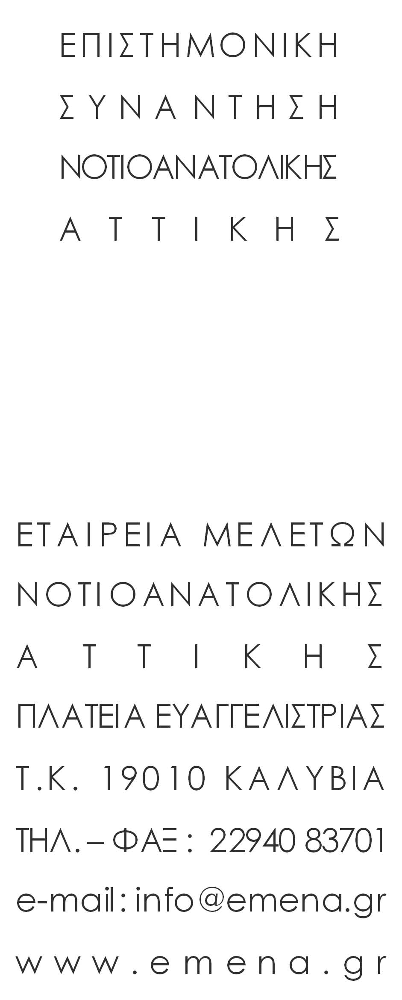 ΕΠΙΣΤΗΜΟΝΙΚΗ
ΣΥΝΑΝΤΗΣΗ
ΝΟΤΙΟΑΝΑΤΟΛΙΚΗΣ
ΑΤΤΙΚΗΣ
ΕΤΑΙΡΕΙΑ ΜΕΛΕΤΩΝ
ΝΟΤΙΟΑΝΑΤΟΛΙΚΗΣ
ΑΤΤΙΚΗΣ
ΠΛΑΤΕΙΑ ΕΥΑΓΓΕΛΙΣΤΡΙΑΣ
Τ.Κ. 19010 ΚΑΛΥΒΙΑ
ΤΗΛ.– ΦΑΞ : 22940 83701
e-mail: info@emena.gr
www.emena.gr